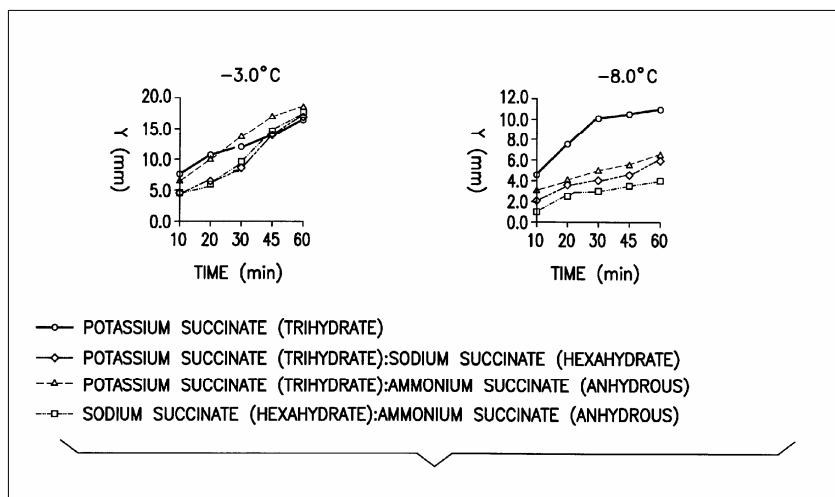 −3.0°C
20.0
15.0
10.0
5.0
0.0
Y (mm)
10 20 30 45 60
TIME (min)
−8.0°C
12.0
10.0
8.0
6.0
4.0
2.0
0.0
Y (mm)
10 20 30 45 60
TIME (min)
POTASSIUM SUCCINATE (TRIHYDRATE)
POTASSIUM SUCCINATE (TRIHYDRATE):SODIUM SUCCINATE (HEXAHYDRATE)
POTASSIUM SUCCINATE (TRIHYDRATE):AMMONIUM SUCCINATE (ANHYDROUS)
SODIUM SUCCINATE (HEXAHYDRATE):AMMONIUM SUCCINATE (ANHYDROUS)